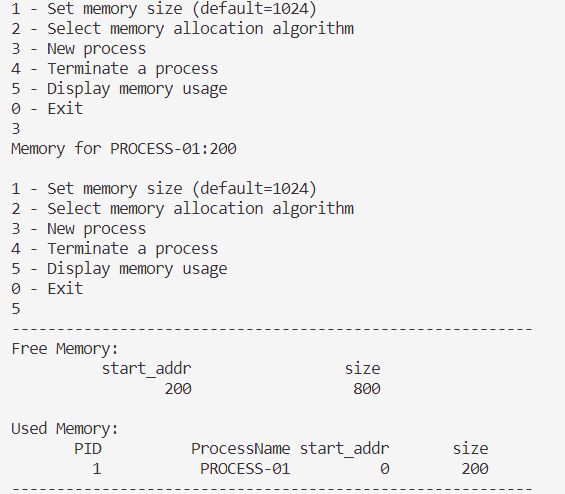 1 - Set memory size (default=1024)
2 - Select memory allocation algorithm
3 - New process
4 - Terminate a process
5 - Display memory usage
0 - Exit
3
Memory for PROCESS-01:200
1 - Set memory size (default=1024)
2 - Select memory allocation algorithm
3 - New process
4 - Terminate a process
5 - Display memory usage
0 - Exit
5
----------------------------------------------------------
Free Memory:
          start_addr                 size
                 200                  800
Used Memory:
       PID          ProcessName start_addr       size
         1           PROCESS-01          0        200
----------------------------------------------------------